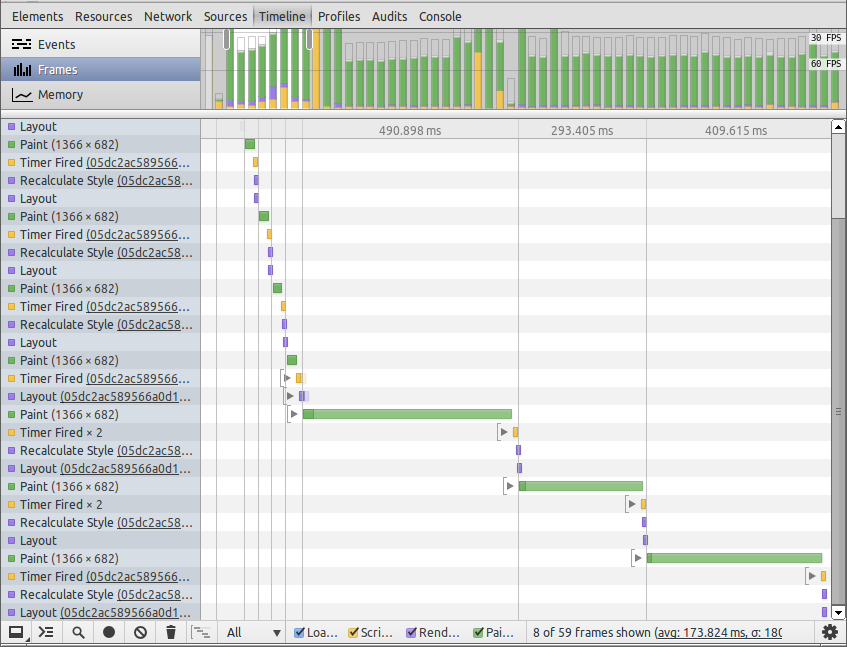 Elements Resources Network Sources Timeline Profiles Audits Console
Events
Frames
Memory
30 FPS
60 FPS
490.898 ms 293.405 ms 409.615 ms
Layout
Paint (1366 × 682)
Timer Fired (05dc2ac589566...
Recalculate Style (05dc2ac58...
Layout
Paint (1366 × 682)
Timer Fired (05dc2ac589566...
Recalculate Style (05dc2ac58...
Layout
Paint (1366 × 682)
Timer Fired (05dc2ac589566...
Recalculate Style (05dc2ac58...
Layout
Paint (1366 × 682)
Timer Fired (05dc2ac589566...
Layout (05dc2ac589566a0d1...
Paint (1366 × 682)
Timer Fired × 2
Recalculate Style (05dc2ac58...
Layout (05dc2ac589566a0d1...
Paint (1366 × 682)
Timer Fired × 2
Recalculate Style (05dc2ac58...
Layout
Paint (1366 × 682)
Timer Fired (05dc2ac589566...
Recalculate Style (05dc2ac58...
Layout (05dc2ac589566a0d1...
All Loa... Scri... Rend... Pai... 8 of 59 frames shown (avg: 173.824 ms, σ: 180